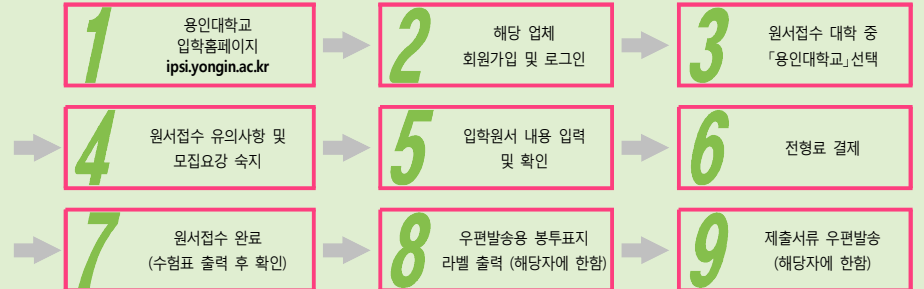 1
용인대학교
입학홈페이지
ipsi.yongin.ac.kr
2
해당 업체
회원가입 및 로그인
3
원서접수 대학 중
「용인대학교」선택
4
원서접수 유의사항 및
모집요강 숙지
5
입학원서 내용 입력
및 확인
6
전형료 결제
7
원서접수 완료
(수험표 출력 후 확인)
8
우편발송용 봉투표지
라벨 출력 (해당자에 한함)
9
제출서류 우편발송
(해당자에 한함)